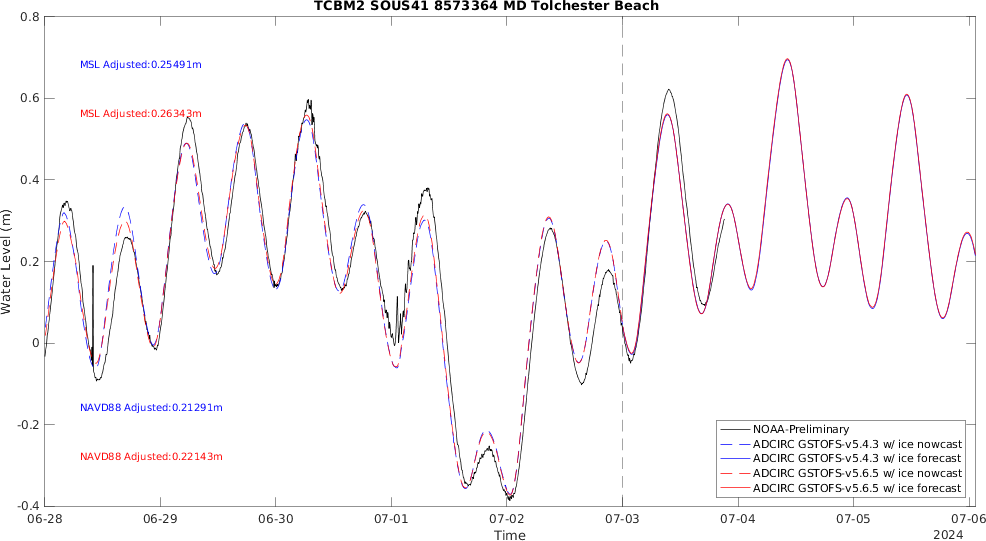 TCBM2 SOUS41 8573364 MD Tolchester Beach
0.8
MSL Adjusted:0.25491m
0.6
MSL Adjusted:0.26343m
0.4
0.2
Water Level (m)
0
NAVD88 Adjusted:0.21291m
-0.2
NAVD88 Adjusted:0.22143m
-0.4
NOAA-Preliminary
ADCIRC GSTOFS-v5.4.3 w/ ice nowcast
ADCIRC GSTOFS-v5.4.3 w/ ice forecast
ADCIRC GSTOFS-v5.6.5 w/ ice nowcast
ADCIRC GSTOFS-v5.6.5 w/ ice forecast
06-28 06-29 06-30 07-01 07-02 07-03 07-04 07-05 07-06
Time
2024